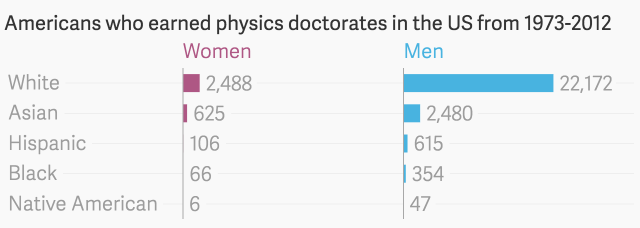 Americans who earned physics doctorates in the US from 1973-2012
Women Men
White 2,488 22,172
Asian 625 2,480
Hispanic 106 615
Black 66 354
Native American 6 47